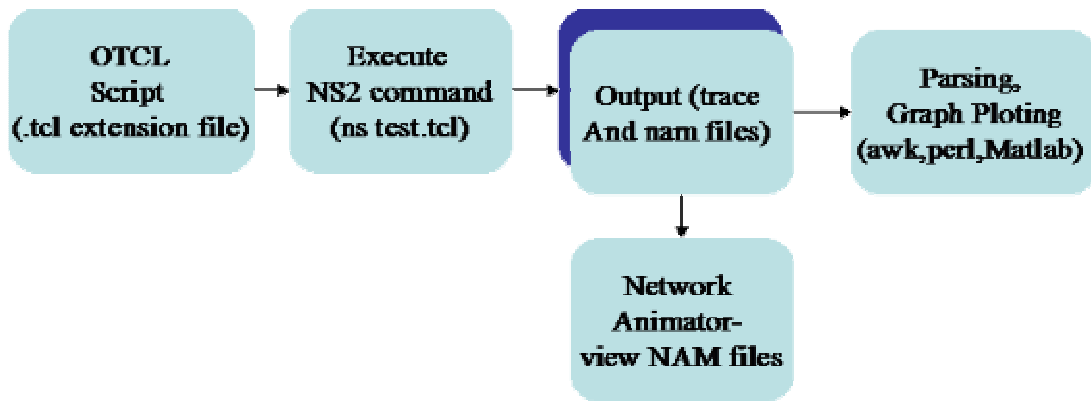 OTCL
Script
(.tcl extension file)
Execute
NS2 command
(ns test.tcl)
Output (trace
And nam files)
Parsing,
Graph Ploting
(awk,perl,Matlab)
Network
Animator-
view NAM files